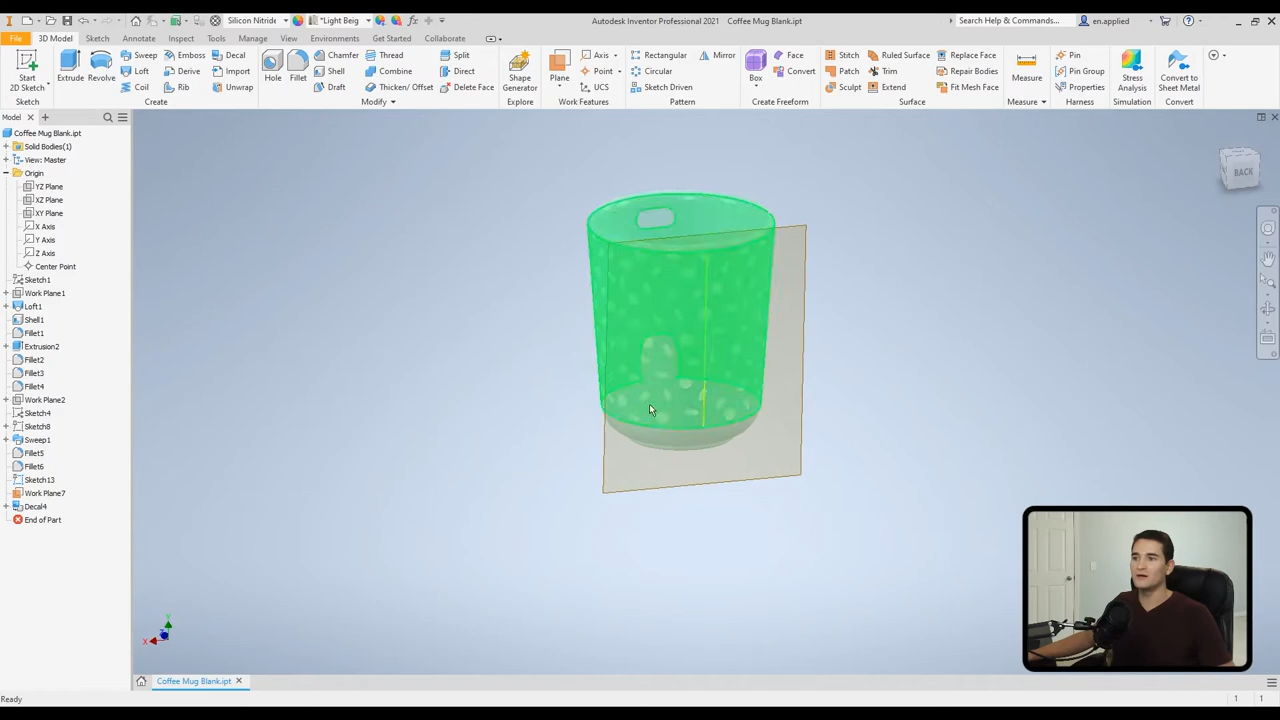 Silicon Nitride
*Light Beig
Autodesk Inventor Professional 2021 Coffee Mug Blank.ipt
Search Help & Commands...
en.applied
File
3D Model
Sketch
Annotate
Inspect
Tools
Manage
View
Environments
Get Started
Collaborate
Start
2D Sketch
Extrude
Revolve
Sweep
Loft
Coil
Emboss
Derive
Rib
Decal
Import
Unwrap
Hole
Fillet
Chamfer
Shell
Draft
Thread
Combine
Thicken/ Offset
Split
Direct
Delete Face
Shape
Generator
Plane
Axis
Point
UCS
Rectangular
Circular
Sketch Driven
Mirror
Box
Face
Convert
Stitch
Patch
Sculpt
Ruled Surface
Trim
Extend
Replace Face
Repair Bodies
Fit Mesh Face
Measure
Pin
Pin Group
Properties
Stress
Analysis
Convert to
Sheet Metal
Sketch
Create
Modify
Explore
Work Features
Pattern
Create Freeform
Surface
Measure
Harness
Simulation
Convert
Model
Coffee Mug Blank.ipt
Solid Bodies(1)
View: Master
Origin
YZ Plane
XZ Plane
XY Plane
X Axis
Y Axis
Z Axis
Center Point
Sketch1
Work Plane1
Loft1
Shell1
Fillet1
Extrusion2
Fillet2
Fillet3
Fillet4
Work Plane2
Sketch4
Sketch8
Sweep1
Fillet5
Fillet6
Sketch13
Work Plane7
Decal4
End of Part
BACK
Y
X
Coffee Mug Blank.ipt
Ready
1
1